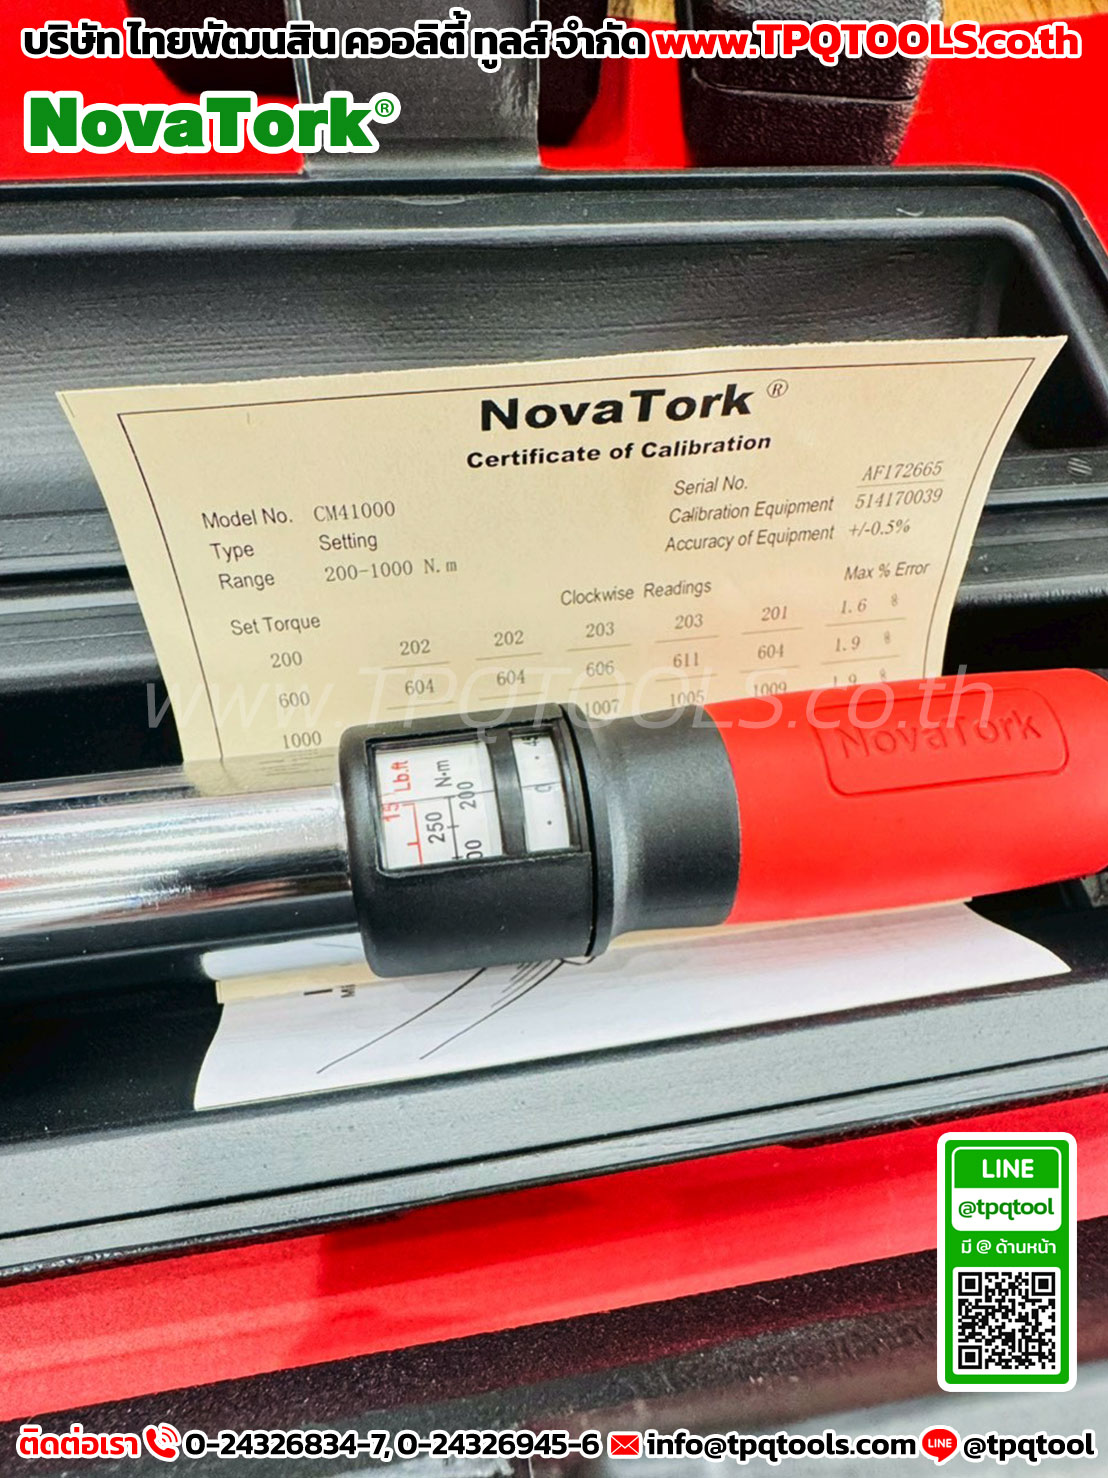 บริษัท ไทยพัฒนสิน ควอลิตี้ ทูลส์ จำกัด www.TPQTOOLS.co.th
NovaTork®
NovaTork ®
Certificate of Calibration
Model No. CM41000
Type Setting
Range 200-1000 N.m
Serial No. AF172665
Calibration Equipment 514170039
Accuracy of Equipment +/-0.5%
Set Torque Clockwise Readings Max % Error
200 202 202 203 203 201 1.6 %
600 604 604 606 611 604 1.9 %
1000 1007 1005 1009 1.9 %
www.TPQTOOLS.co.th
NovaTork
Lb.ft
N·m
250
200
LINE
@tpqtool
มี @ ด้านหน้า
ติดต่อเรา 0-24326834-7, 0-24326945-6 info@tpqtools.com LINE @tpqtool